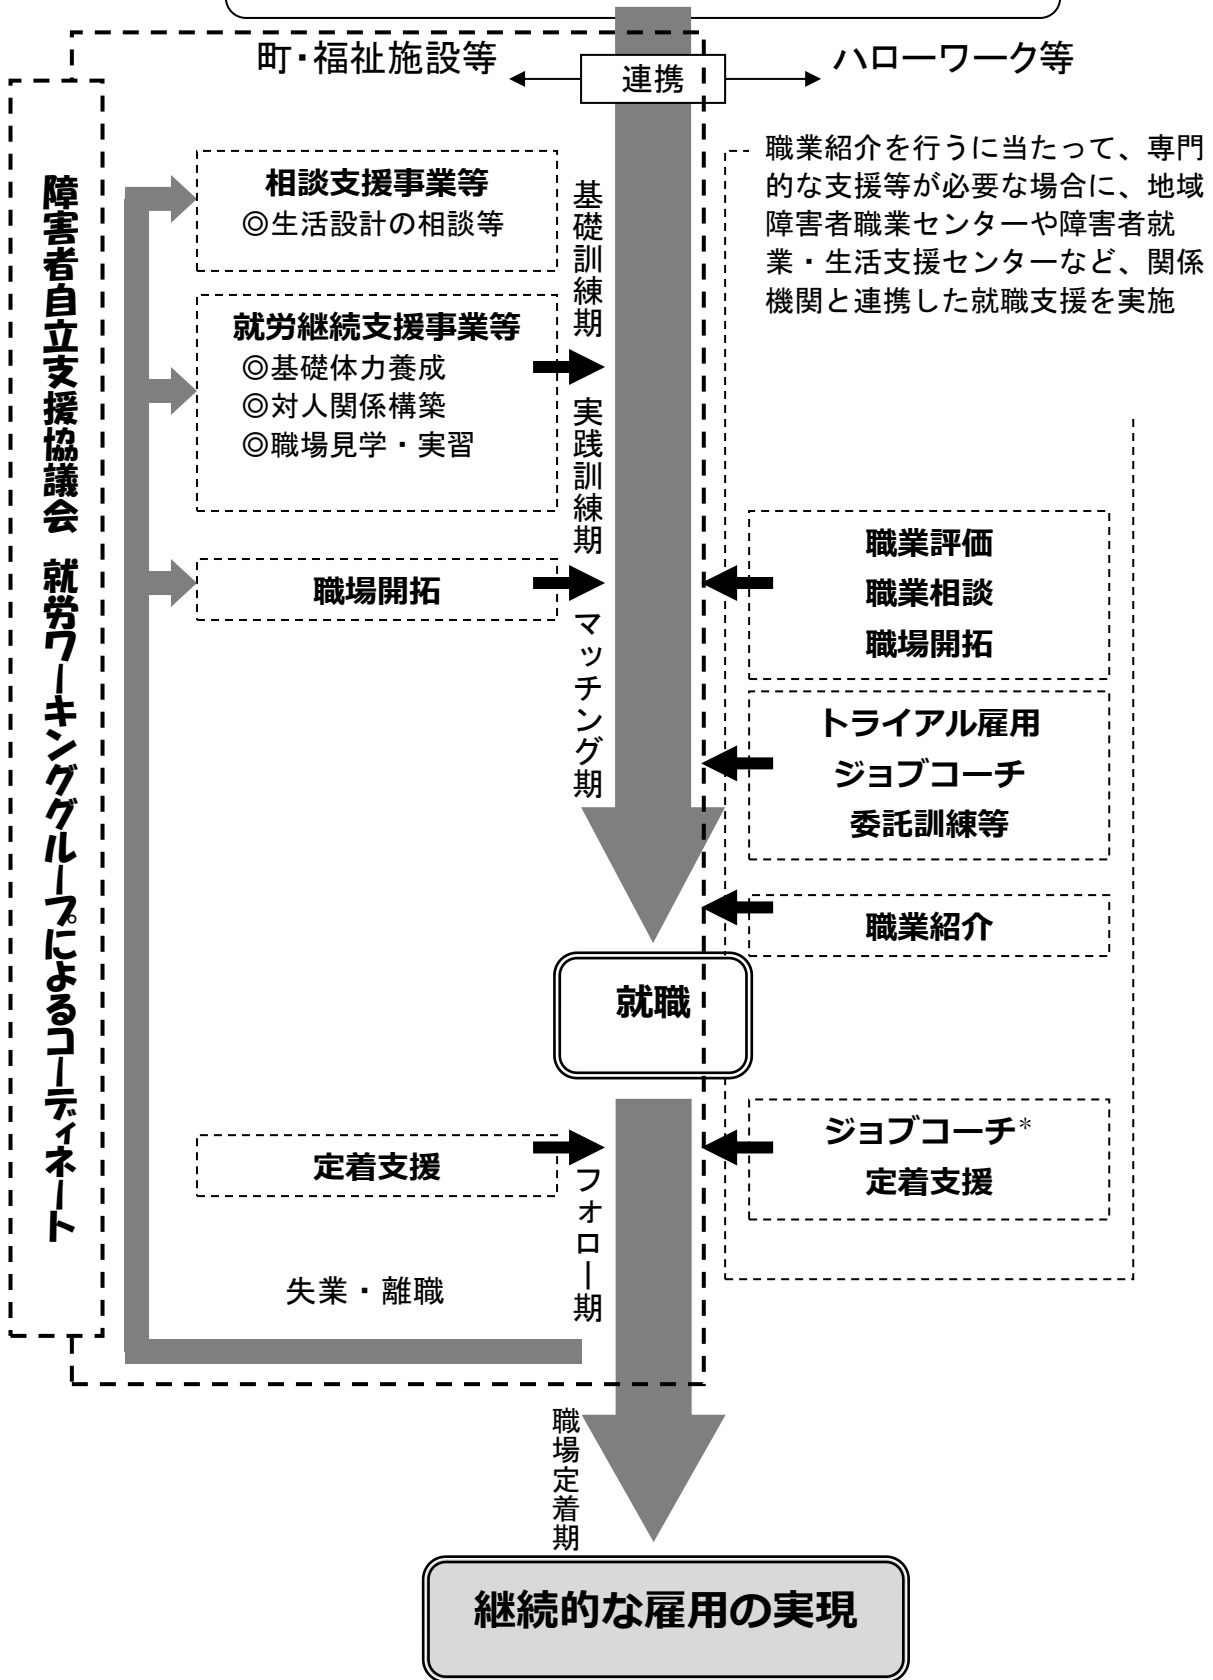 町・福祉施設等
連携
ハローワーク等
障害者自立支援協議会 就労ワーキンググループによるコーディネート
相談支援事業等
◎生活設計の相談等
就労継続支援事業等
◎基礎体力養成
◎対人関係構築
◎職場見学・実習
職場開拓
定着支援
失業・離職
基礎訓練期
実践訓練期
マッチング期
フォロー期
職場定着期
職業紹介を行うに当たって、専門
的な支援等が必要な場合に、地域
障害者職業センターや障害者就
業・生活支援センターなど、関係
機関と連携した就職支援を実施
職業評価
職業相談
職場開拓
トライアル雇用
ジョブコーチ
委託訓練等
職業紹介
就職
ジョブコーチ*
定着支援
継続的な雇用の実現